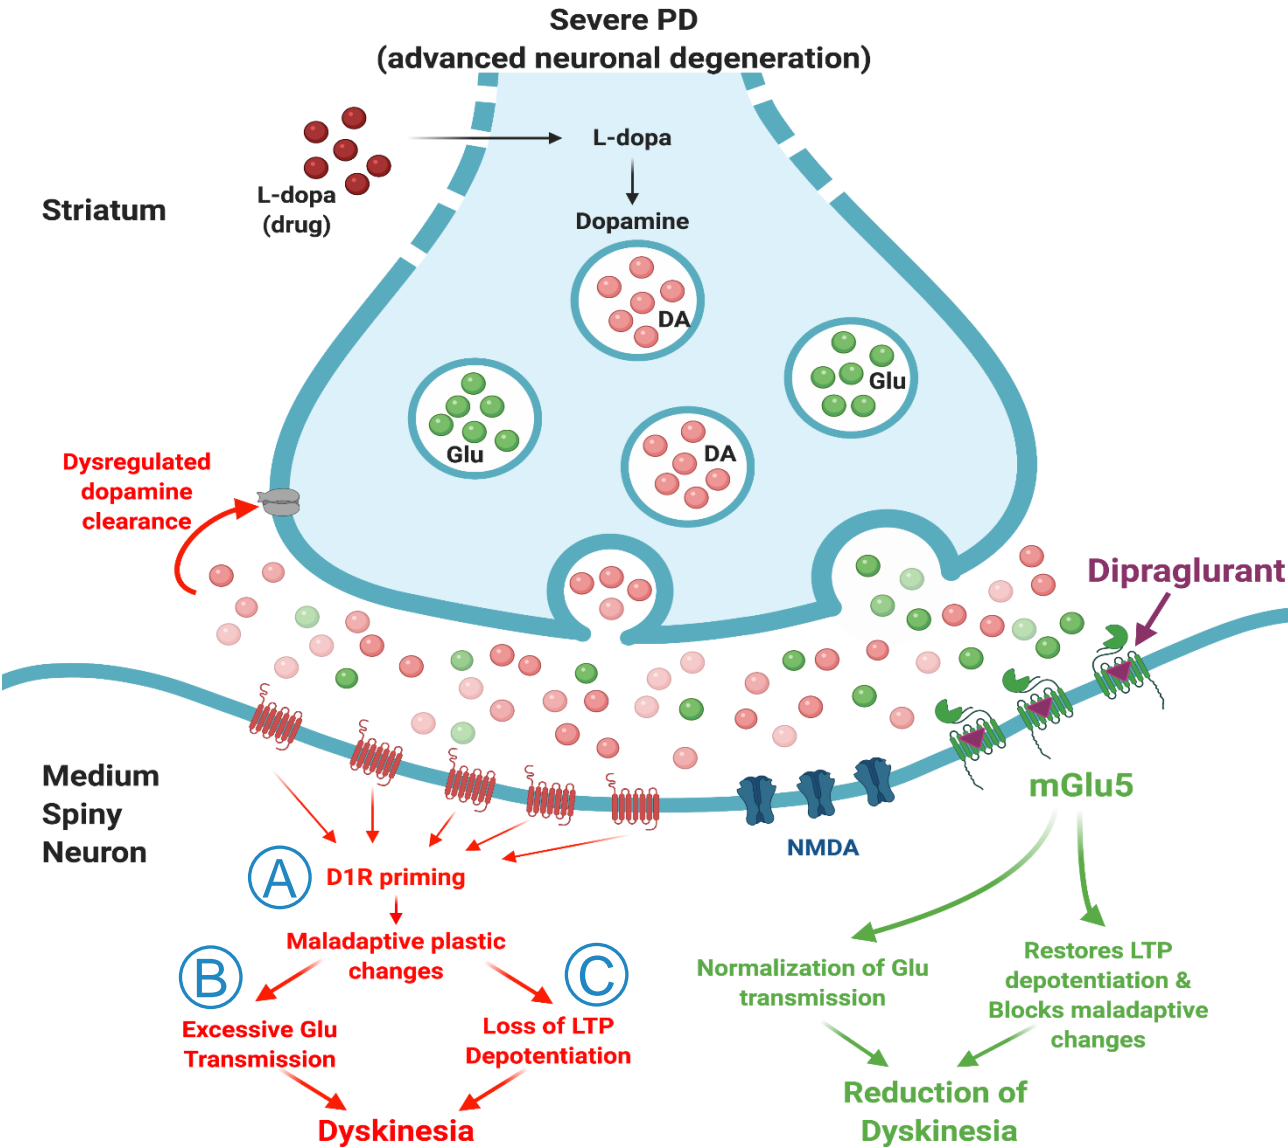 Severe PD
(advanced neuronal degeneration)
L-dopa
Striatum
L-dopa
(drug)
Dopamine
DA
Glu
Glu
DA
Dysregulated
dopamine
clearance
Dipraglurant
Medium
Spiny
Neuron
mGlu5
NMDA
A
D1R priming
Maladaptive plastic
changes
B
C
Excessive Glu
Transmission
Loss of LTP
Depotentiation
Dyskinesia
Normalization of Glu
transmission
Restores LTP
depotentiation &
Blocks maladaptive
changes
Reduction of
Dyskinesia